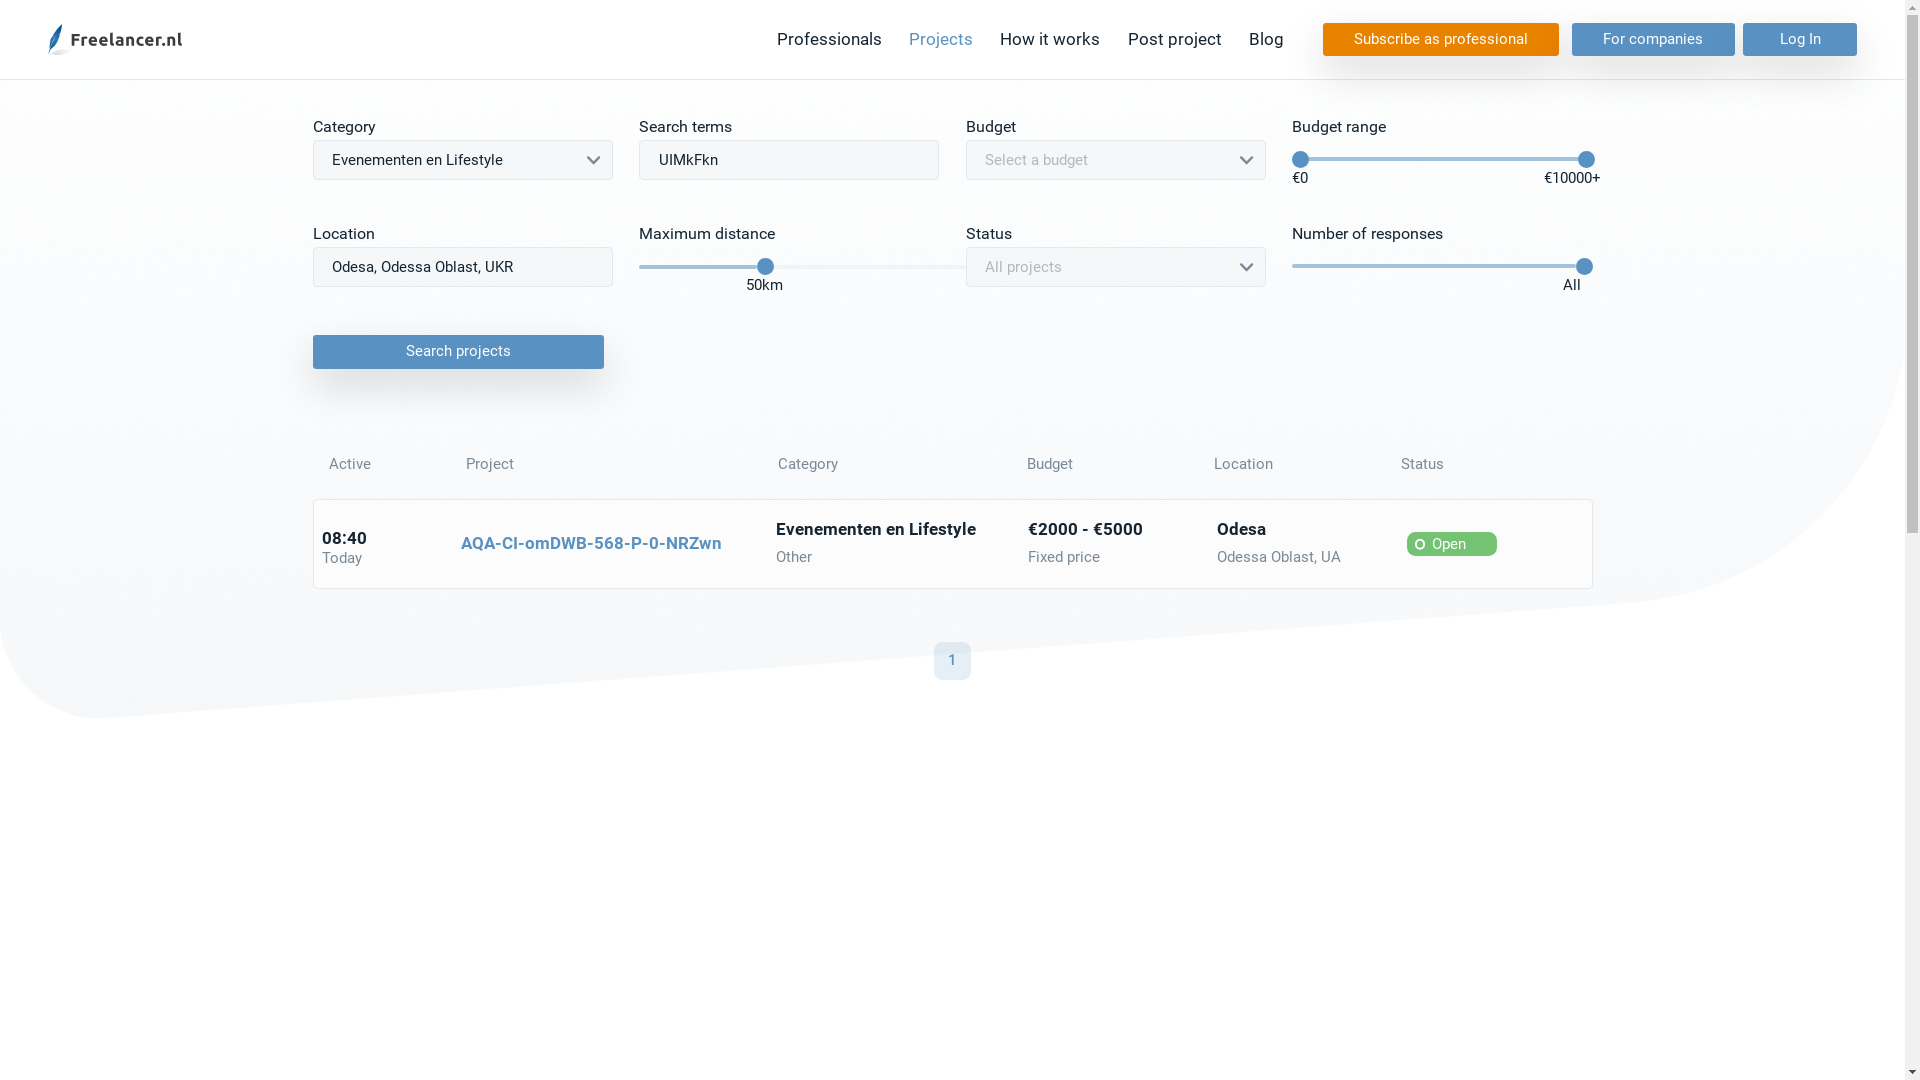 Freelancer.nl
Professionals Projects How it works Post project Blog Subscribe as professional For companies Log In
Category Search terms Budget Budget range
Evenementen en Lifestyle UIMkFkn Select a budget
€0 €10000+
Location Maximum distance Status Number of responses
Odesa, Odessa Oblast, UKR All projects
50km All
Search projects
Active Project Category Budget Location Status
08:40 AQA-CI-omDWB-568-P-0-NRZwn Evenementen en Lifestyle €2000 - €5000 Odesa Open
Today Other Fixed price Odessa Oblast, UA
1